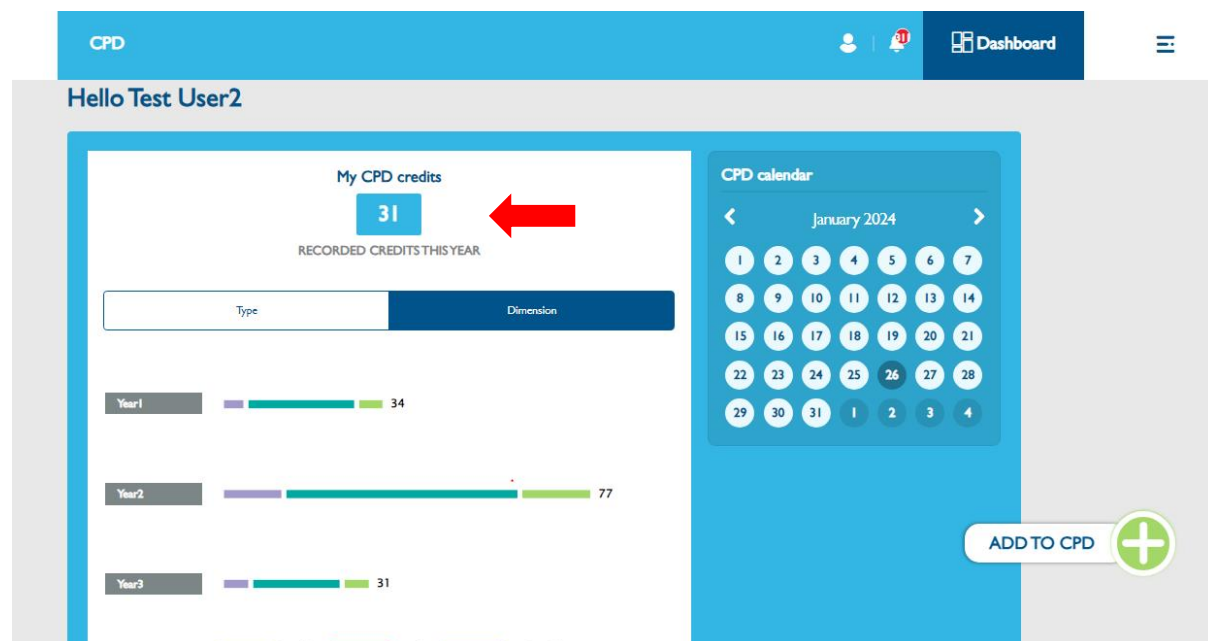 CPD
31
Dashboard
Hello Test User2
My CPD credits
31
RECORDED CREDITS THIS YEAR
Type
Dimension
Year1
34
Year2
77
Year3
31
CPD calendar
January 2024
1 2 3 4 5 6 7
8 9 10 11 12 13 14
15 16 17 18 19 20 21
22 23 24 25 26 27 28
29 30 31 1 2 3 4
ADD TO CPD